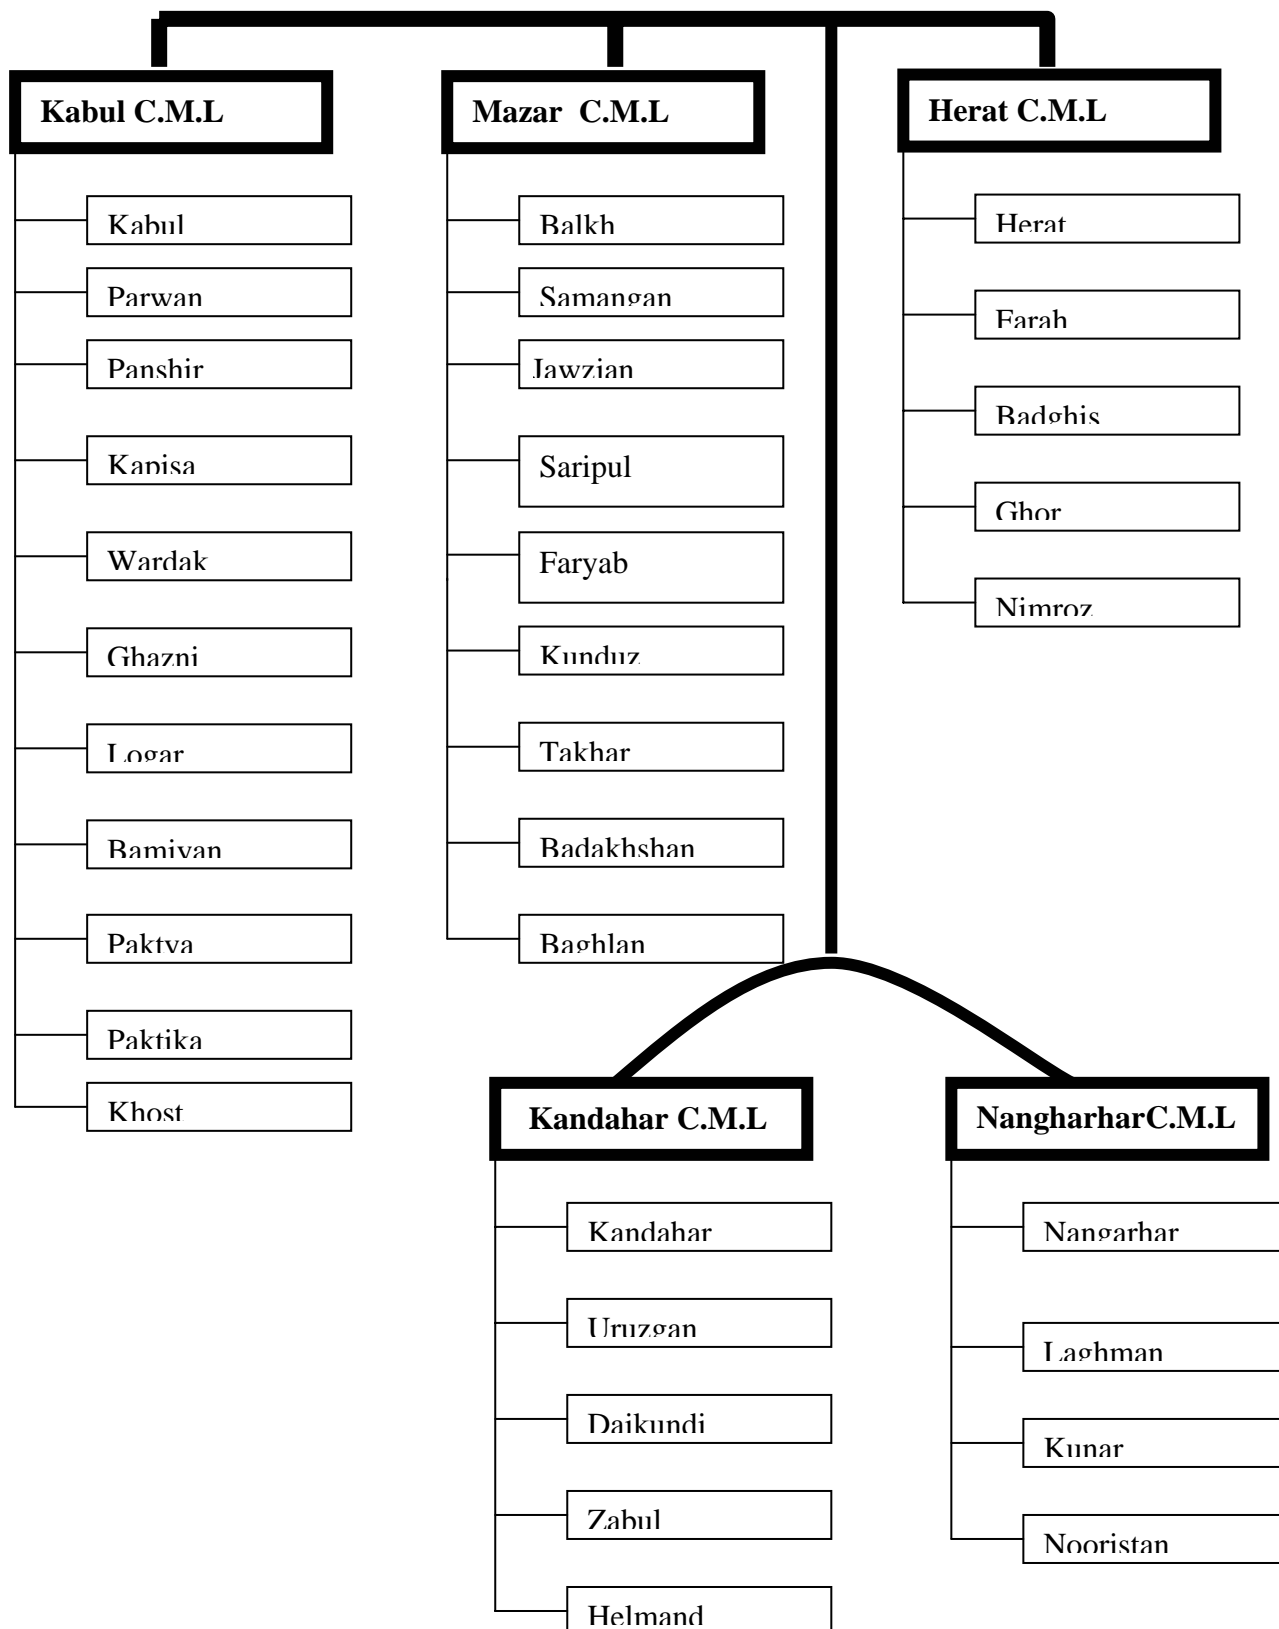 Kabul C.M.L
Kabul
Parwan
Panshir
Kapisa
Wardak
Ghazni
Logar
Bamiyan
Paktya
Paktika
Khost
Mazar C.M.L
Balkh
Samangan
Jawzjan
Saripul
Faryab
Kunduz
Takhar
Badakhshan
Baghlan
Herat C.M.L
Herat
Farah
Badghis
Ghor
Nimroz
Kandahar C.M.L
Kandahar
Uruzgan
Daikundi
Zabul
Helmand
NangharharC.M.L
Nangarhar
Laghman
Kunar
Nooristan